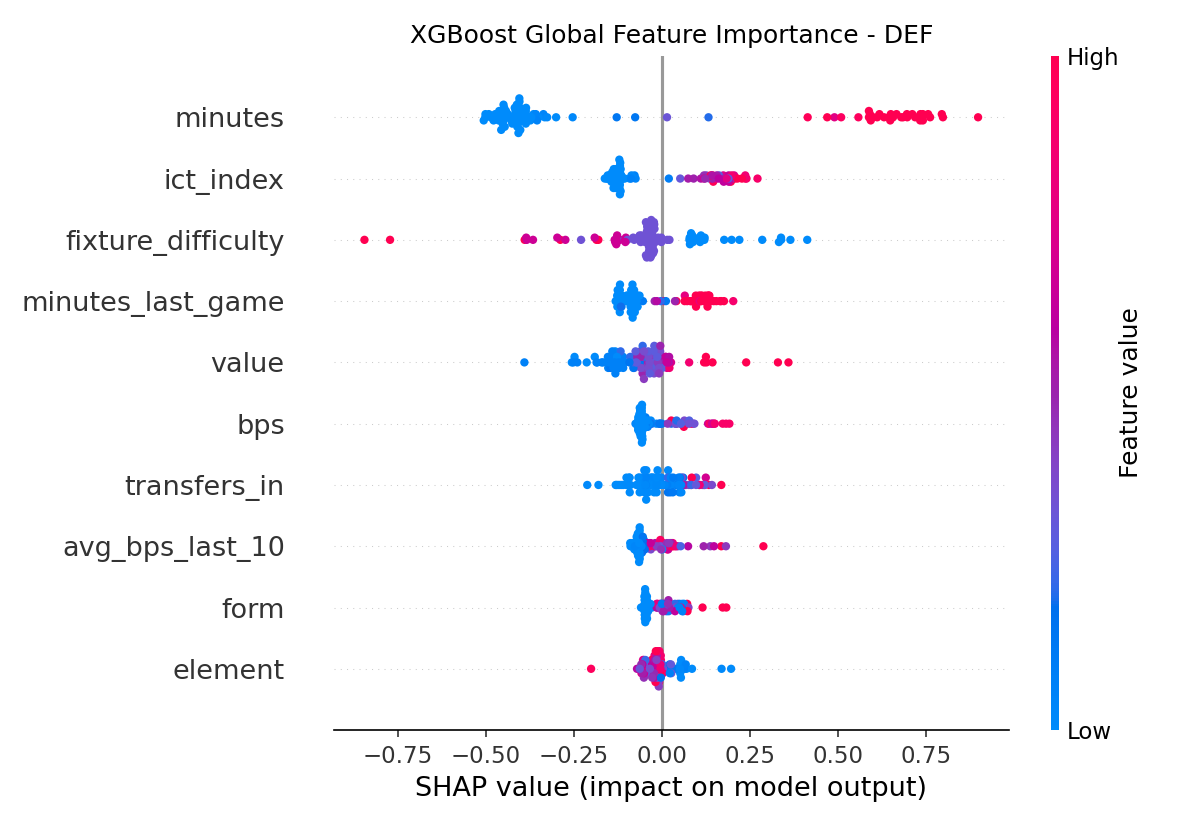 XGBoost Global Feature Importance - DEF
High
minutes
ict_index
fixture_difficulty
minutes_last_game
value
bps
transfers_in
avg_bps_last_10
form
element
Feature value
Low
−0.75 −0.50 −0.25 0.00 0.25 0.50 0.75
SHAP value (impact on model output)